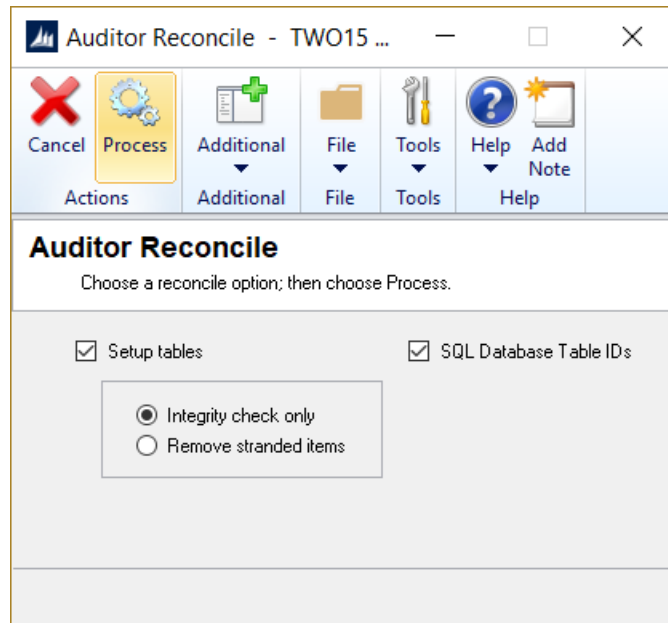 Auditor Reconcile - TWO15 ...
Cancel Process Additional File Tools Help Add
Note
Actions Additional File Tools Help
Auditor Reconcile
Choose a reconcile option; then choose Process.
Setup tables SQL Database Table IDs
Integrity check only
Remove stranded items